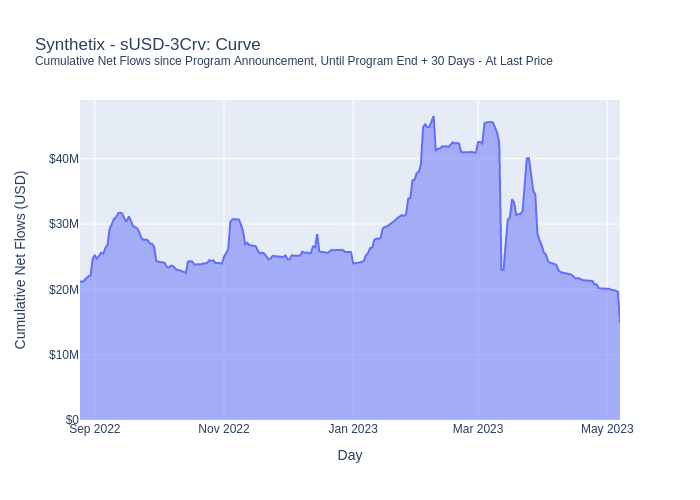 Synthetix - sUSD-3Crv: Curve
Cumulative Net Flows since Program Announcement, Until Program End + 30 Days - At Last Price
Cumulative Net Flows (USD)
$40M
$30M
$20M
$10M
$0
Sep 2022
Nov 2022
Jan 2023
Mar 2023
May 2023
Day